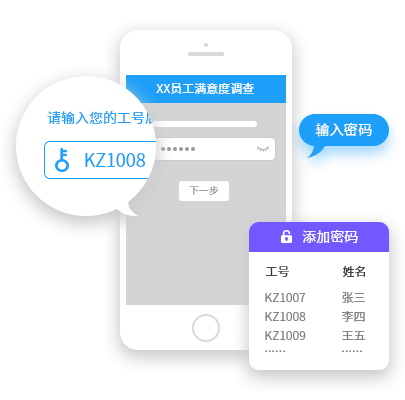 XX员工满意度调查
请输入您的工号
KZ1008
输入密码
下一步
添加密码
工号 姓名
KZ1007 张三
KZ1008 李四
KZ1009 王五
...... ......